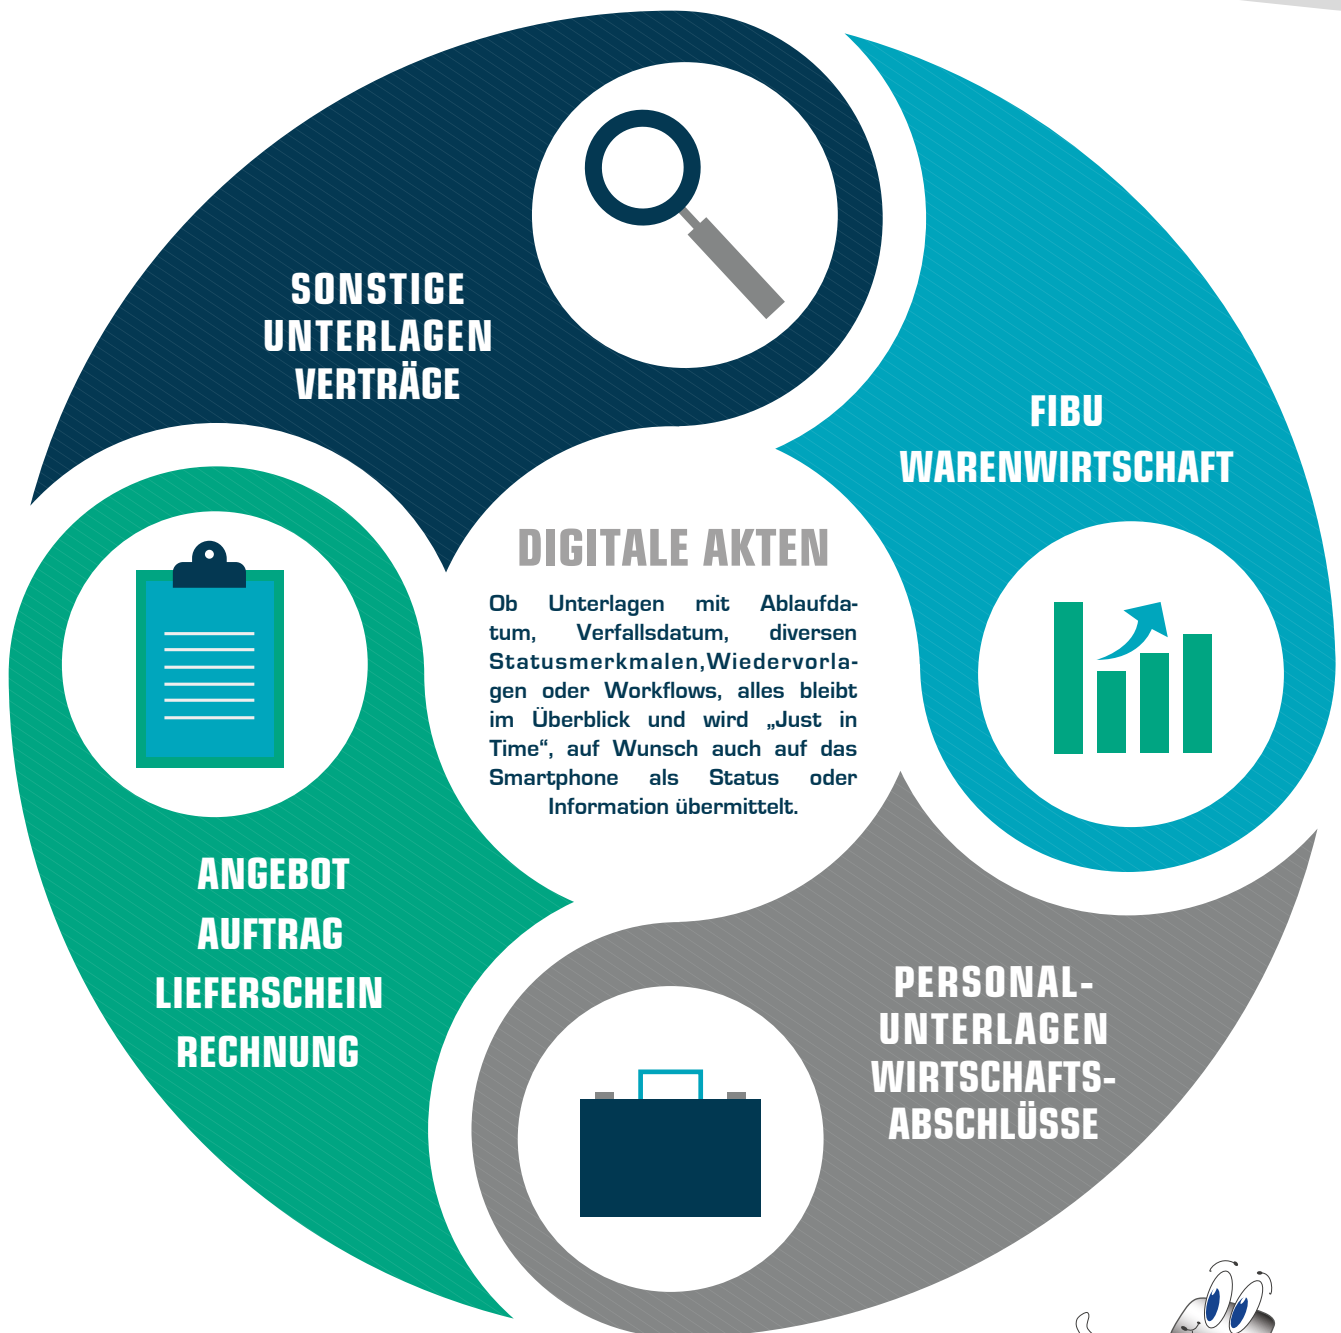 SONSTIGE
UNTERLAGEN
VERTRÄGE
FIBU
WARENWIRTSCHAFT
DIGITALE AKTEN
Ob Unterlagen mit Ablaufda-
tum, Verfallsdatum, diversen
Statusmerkmalen,Wiedervorla-
gen oder Workflows, alles bleibt
im Überblick und wird „Just in
Time“, auf Wunsch auch auf das
Smartphone als Status oder
Information übermittelt.
ANGEBOT
AUFTRAG
LIEFERSCHEIN
RECHNUNG
PERSONAL-
UNTERLAGEN
WIRTSCHAFTS-
ABSCHLÜSSE